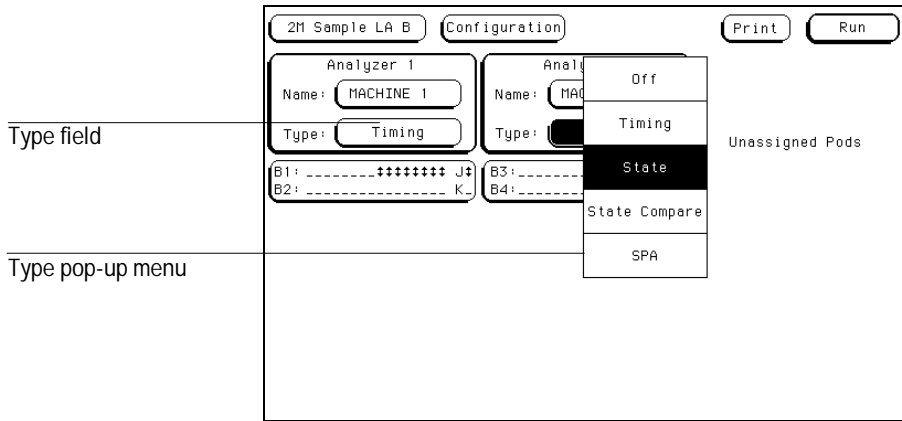 2M Sample LA B Configuration Print Run
Analyzer 1
Name: MACHINE 1
Type: Timing
B1: ________‡‡‡‡‡‡‡‡ J‡
B2: ________________ K_
Type:
B3:
B4:
Off
Timing
State
State Compare
SPA
Unassigned Pods
Type field
Type pop-up menu